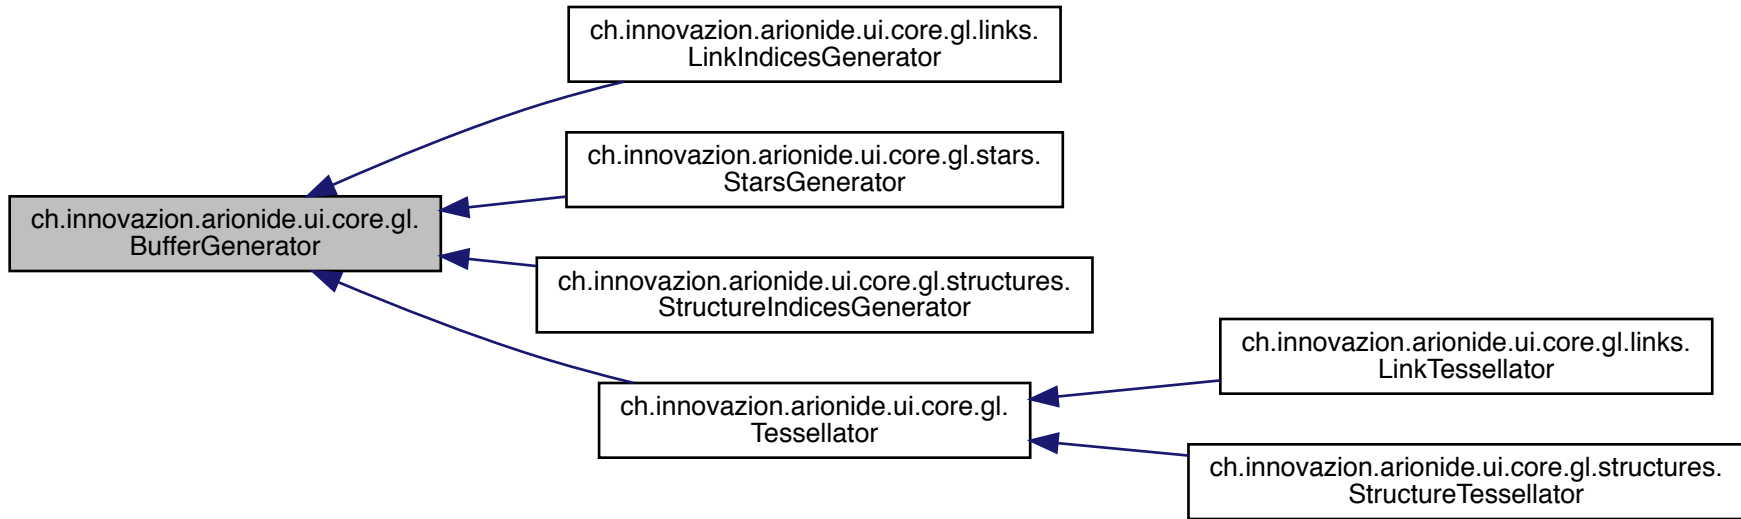 ch.innovazion.arionide.ui.core.gl.links.
LinkIndicesGenerator
ch.innovazion.arionide.ui.core.gl.stars.
StarsGenerator
ch.innovazion.arionide.ui.core.gl.
BufferGenerator
ch.innovazion.arionide.ui.core.gl.structures.
StructureIndicesGenerator
ch.innovazion.arionide.ui.core.gl.links.
LinkTessellator
ch.innovazion.arionide.ui.core.gl.
Tessellator
ch.innovazion.arionide.ui.core.gl.structures.
StructureTessellator